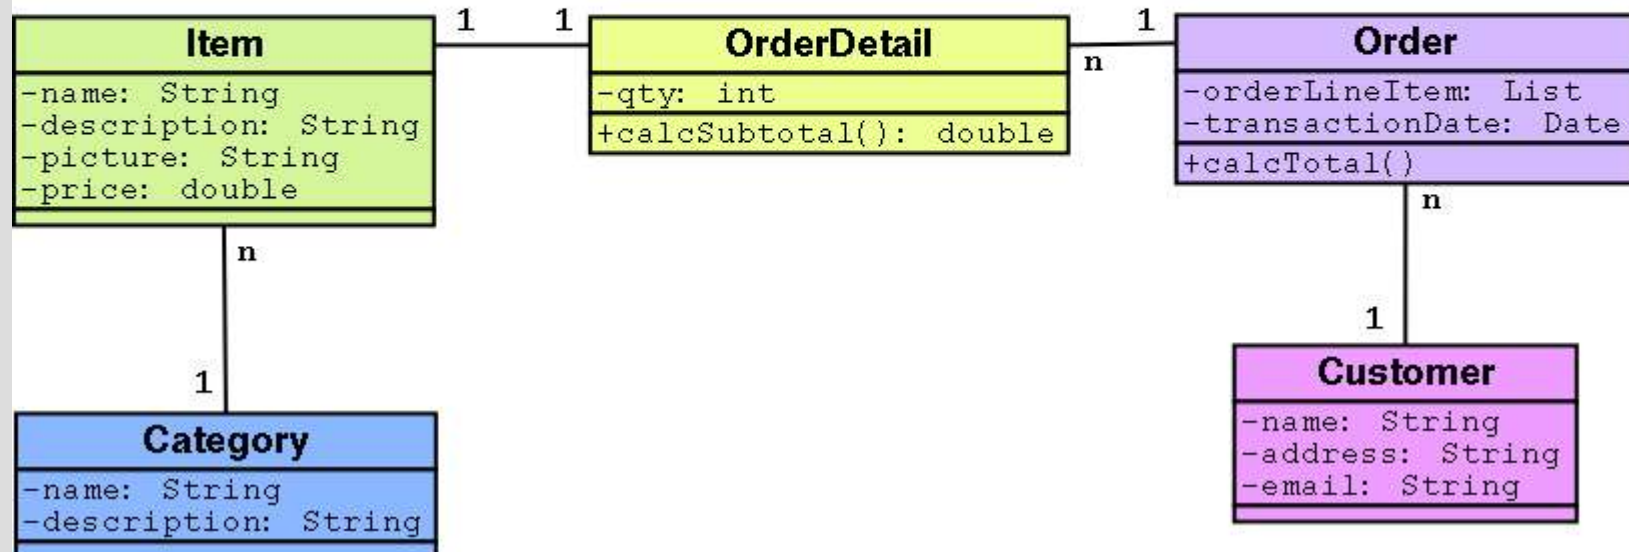 Item
-name: String
-description: String
-picture: String
-price: double
1
1
OrderDetail
-qty: int
+calcSubtotal(): double
n
1
Order
-orderLineItem: List
-transactionDate: Date
+calcTotal()
n
1
n
1
Category
-name: String
-description: String
Customer
-name: String
-address: String
-email: String